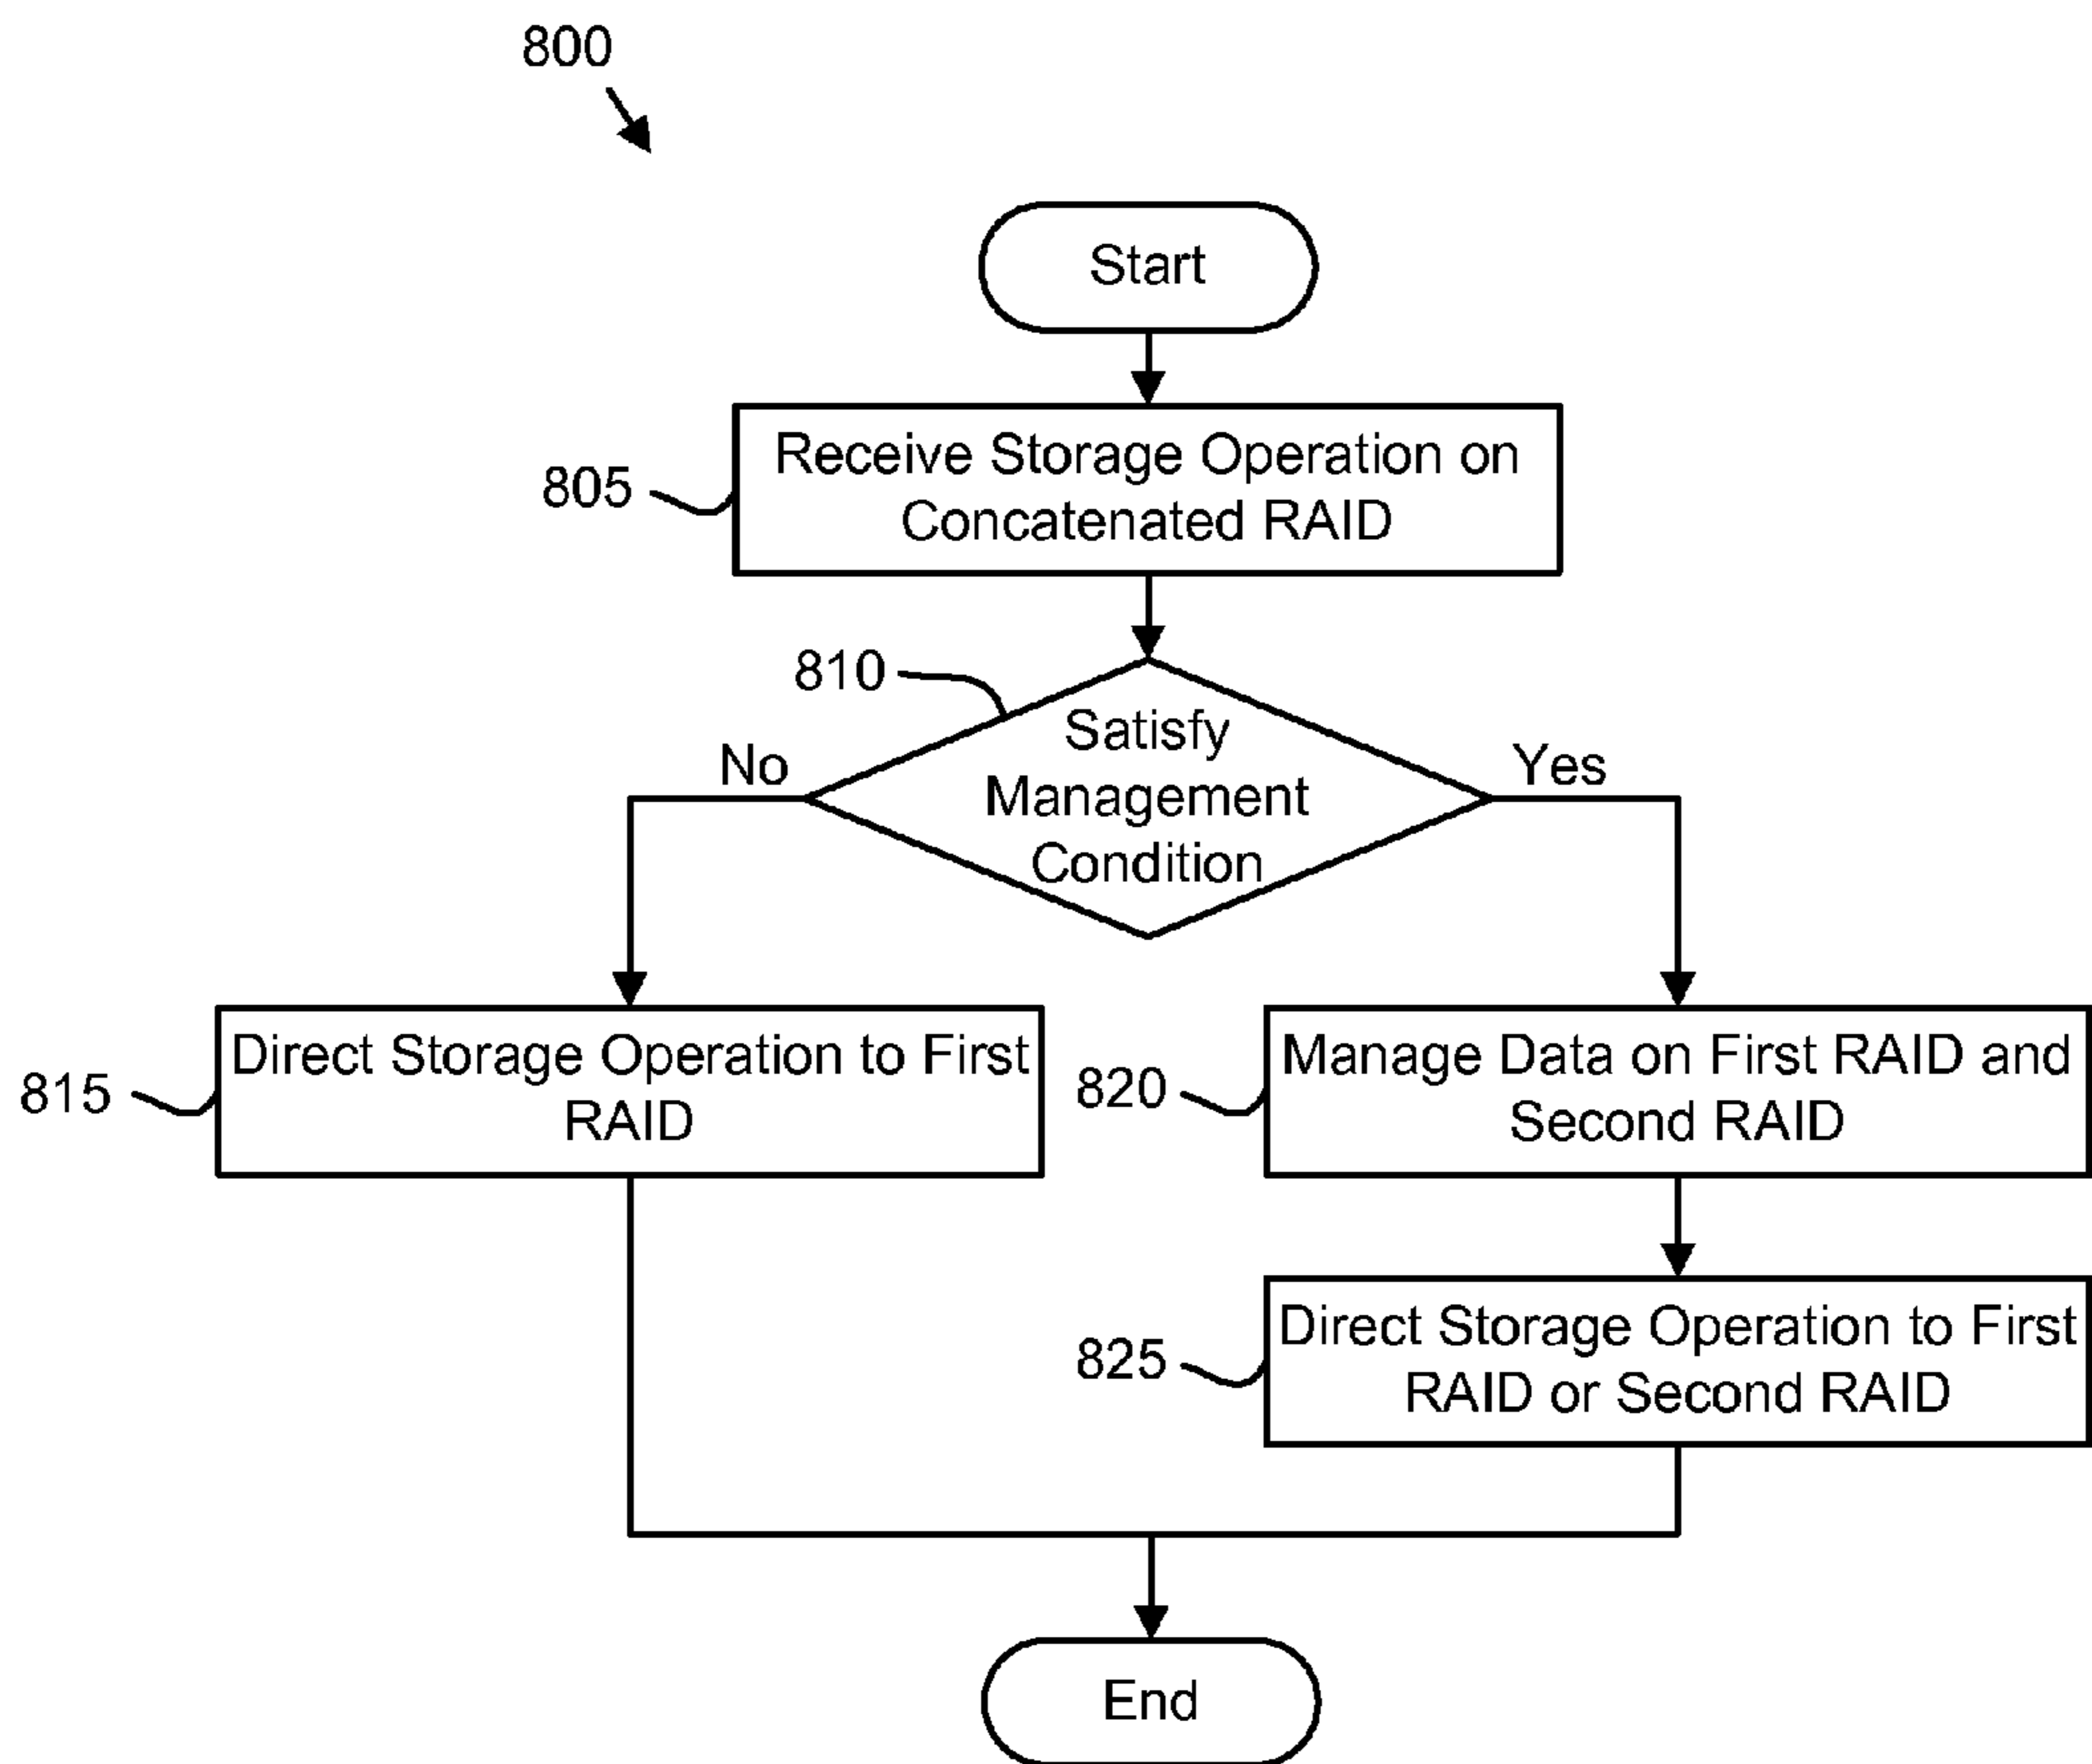 800
Start
805
Receive Storage Operation on
Concatenated RAID
810
Satisfy
Management
Condition
No
Yes
815
Direct Storage Operation to First
RAID
820
Manage Data on First RAID and
Second RAID
825
Direct Storage Operation to First
RAID or Second RAID
End